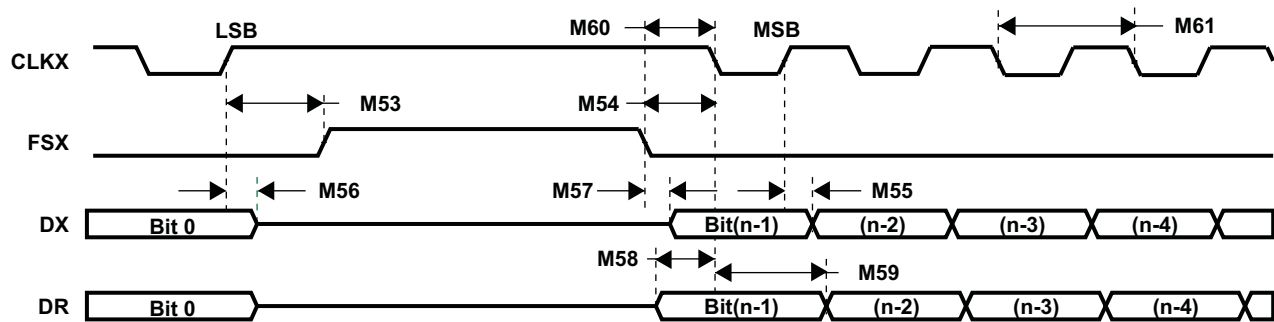 LSB
M60
MSB
M61
CLKX
M53
M54
FSX
M56
M57
M55
DX
Bit 0
Bit(n-1)
(n-2)
(n-3)
(n-4)
M58
M59
DR
Bit 0
Bit(n-1)
(n-2)
(n-3)
(n-4)